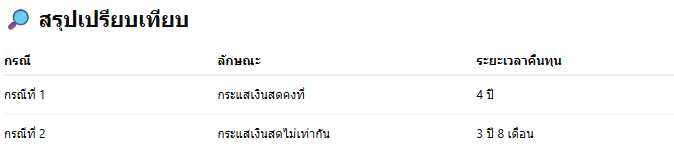 🔎 สรุปเปรียบเทียบ
กรณี ลักษณะ ระยะเวลาคืนทุน
กรณีที่ 1 กระแสเงินสดคงที่ 4 ปี
กรณีที่ 2 กระแสเงินสดไม่เท่ากัน 3 ปี 8 เดือน